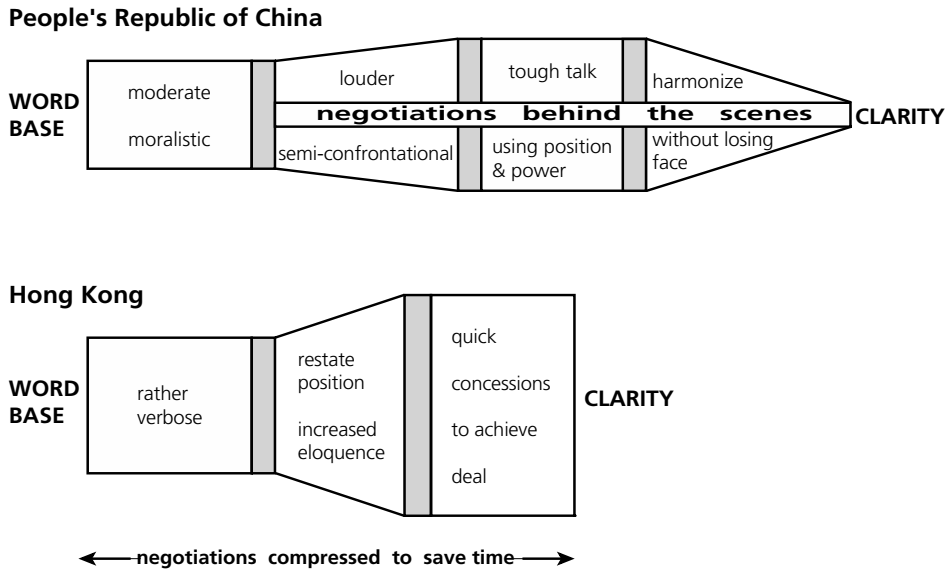 People's Republic of China
WORD
BASE
moderate
moralistic
louder
semi-confrontational
tough talk
using position
& power
harmonize
without losing
face
negotiations behind the scenes
CLARITY
Hong Kong
WORD
BASE
rather
verbose
restate
position
increased
eloquence
quick
concessions
to achieve
deal
CLARITY
negotiations compressed to save time